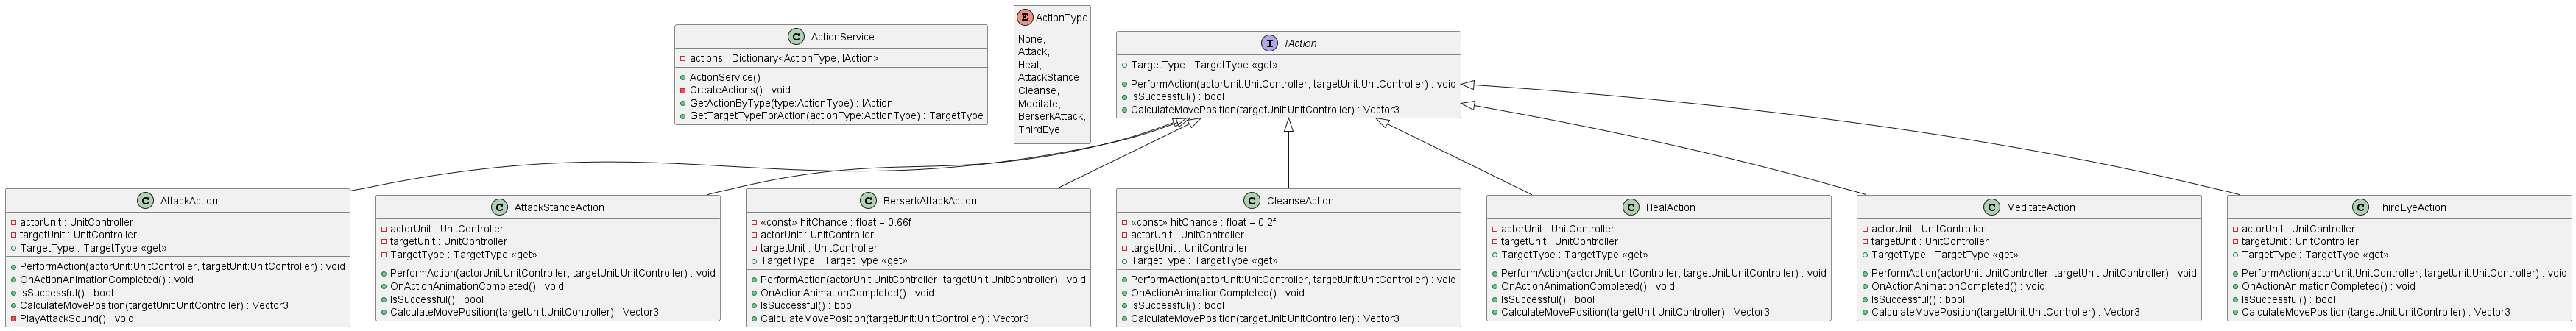 C ActionService
actions : Dictionary<ActionType, IAction>
ActionService()
CreateActions() : void
GetActionByType(type:ActionType) : IAction
GetTargetTypeForAction(actionType:ActionType) : TargetType
E ActionType
None,
Attack,
Heal,
AttackStance,
Cleanse,
Meditate,
BerserkAttack,
ThirdEye,
I IAction
TargetType : TargetType «get»
PerformAction(actorUnit:UnitController, targetUnit:UnitController) : void
IsSuccessful() : bool
CalculateMovePosition(targetUnit:UnitController) : Vector3
C AttackAction
actorUnit : UnitController
targetUnit : UnitController
TargetType : TargetType «get»
PerformAction(actorUnit:UnitController, targetUnit:UnitController) : void
OnActionAnimationCompleted() : void
IsSuccessful() : bool
CalculateMovePosition(targetUnit:UnitController) : Vector3
PlayAttackSound() : void
C AttackStanceAction
actorUnit : UnitController
targetUnit : UnitController
TargetType : TargetType «get»
PerformAction(actorUnit:UnitController, targetUnit:UnitController) : void
OnActionAnimationCompleted() : void
IsSuccessful() : bool
CalculateMovePosition(targetUnit:UnitController) : Vector3
C BerserkAttackAction
«const» hitChance : float = 0.66f
actorUnit : UnitController
targetUnit : UnitController
TargetType : TargetType «get»
PerformAction(actorUnit:UnitController, targetUnit:UnitController) : void
OnActionAnimationCompleted() : void
IsSuccessful() : bool
CalculateMovePosition(targetUnit:UnitController) : Vector3
C CleanseAction
«const» hitChance : float = 0.2f
actorUnit : UnitController
targetUnit : UnitController
TargetType : TargetType «get»
PerformAction(actorUnit:UnitController, targetUnit:UnitController) : void
OnActionAnimationCompleted() : void
IsSuccessful() : bool
CalculateMovePosition(targetUnit:UnitController) : Vector3
C HealAction
actorUnit : UnitController
targetUnit : UnitController
TargetType : TargetType «get»
PerformAction(actorUnit:UnitController, targetUnit:UnitController) : void
OnActionAnimationCompleted() : void
IsSuccessful() : bool
CalculateMovePosition(targetUnit:UnitController) : Vector3
C MeditateAction
actorUnit : UnitController
targetUnit : UnitController
TargetType : TargetType «get»
PerformAction(actorUnit:UnitController, targetUnit:UnitController) : void
OnActionAnimationCompleted() : void
IsSuccessful() : bool
CalculateMovePosition(targetUnit:UnitController) : Vector3
C ThirdEyeAction
actorUnit : UnitController
targetUnit : UnitController
TargetType : TargetType «get»
PerformAction(actorUnit:UnitController, targetUnit:UnitController) : void
OnActionAnimationCompleted() : void
IsSuccessful() : bool
CalculateMovePosition(targetUnit:UnitController) : Vector3